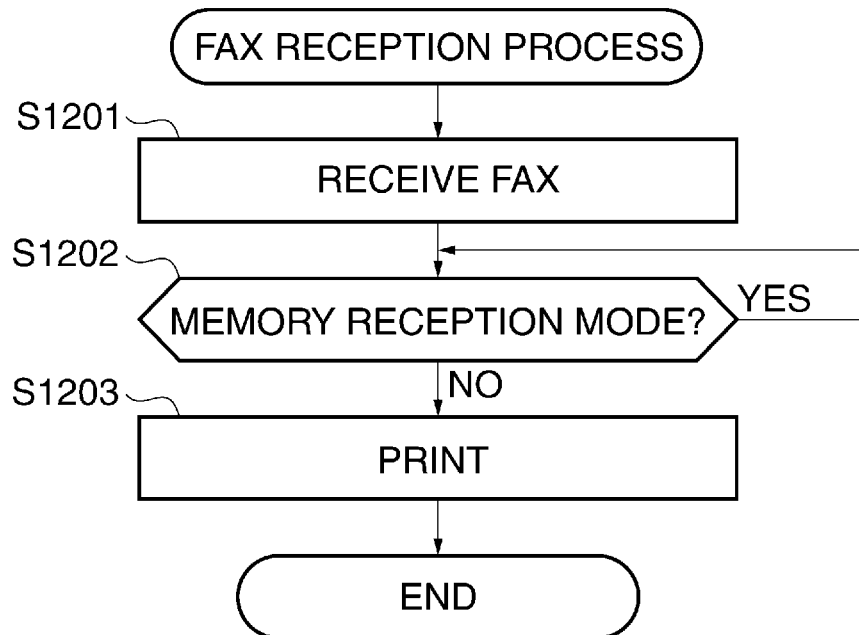 FAX RECEPTION PROCESS
S1201
RECEIVE FAX
S1202
MEMORY RECEPTION MODE?
YES
NO
S1203
PRINT
END